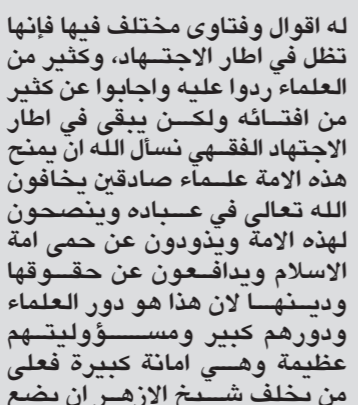 له اقوال وفتاوى مختلف فيها فإنها
تظل في اطار الاجتهاد، وكثير من
العلماء ردوا عليه واجابوا عن كثير
من افتائه ولكن يبقى في اطار
الاجتهاد الفقهي نسأل الله ان يمنح
هذه الامة علماء صادقين يخافون
الله تعالى في عباده وينصحون
لهذه الامة ويذودون عن حمى امة
الاسلام ويدافعون عن حقوقها
ودينها لان هذا هو دور العلماء
ودورهم كبير ومسؤوليتهم
عظيمة وهي امانة كبيرة فعلى
من يخلف شيخ الازهر ان يضع